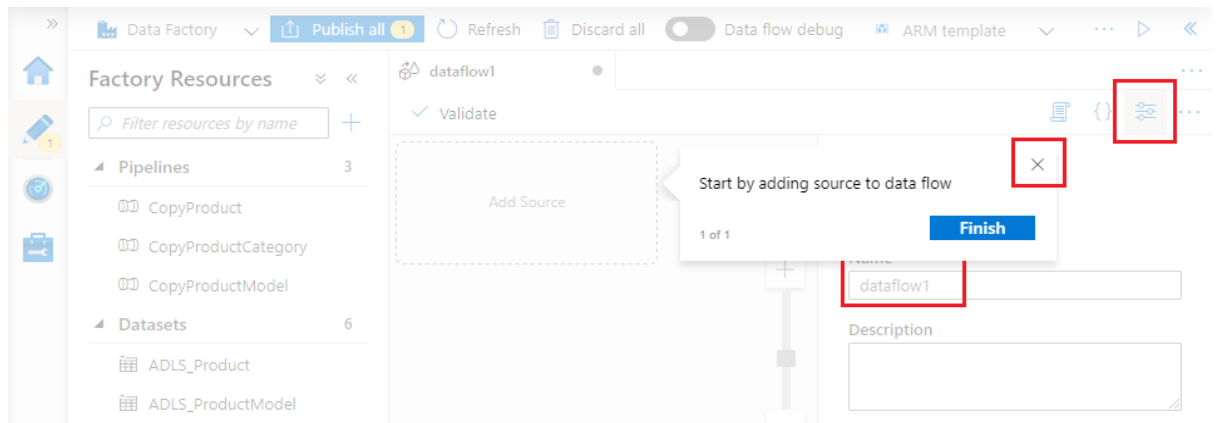 Data Factory Publish all 1 Refresh Discard all Data flow debug ARM template
Factory Resources
dataflow1
Validate
Filter resources by name
1
Pipelines 3
CopyProduct
CopyProductCategory
CopyProductModel
Datasets 6
ADLS_Product
ADLS_ProductModel
Add Source
Start by adding source to data flow
1 of 1
Finish
Name
dataflow1
Description